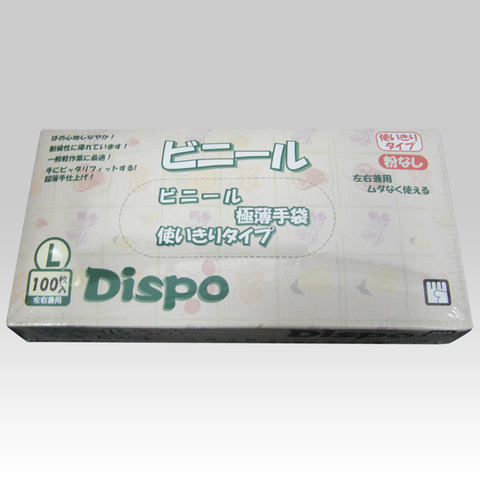 はめ心地しなやか！
耐候性に優れています！
一般軽作業に最適！
手にピッタリフィットする！
超薄手仕上げ！
ビニール
使いきり
タイプ
粉なし
左右兼用
ムダなく使える
ビニール
極薄手袋
使いきりタイプ
L
100枚入
左右兼用
Dispo
Dispo